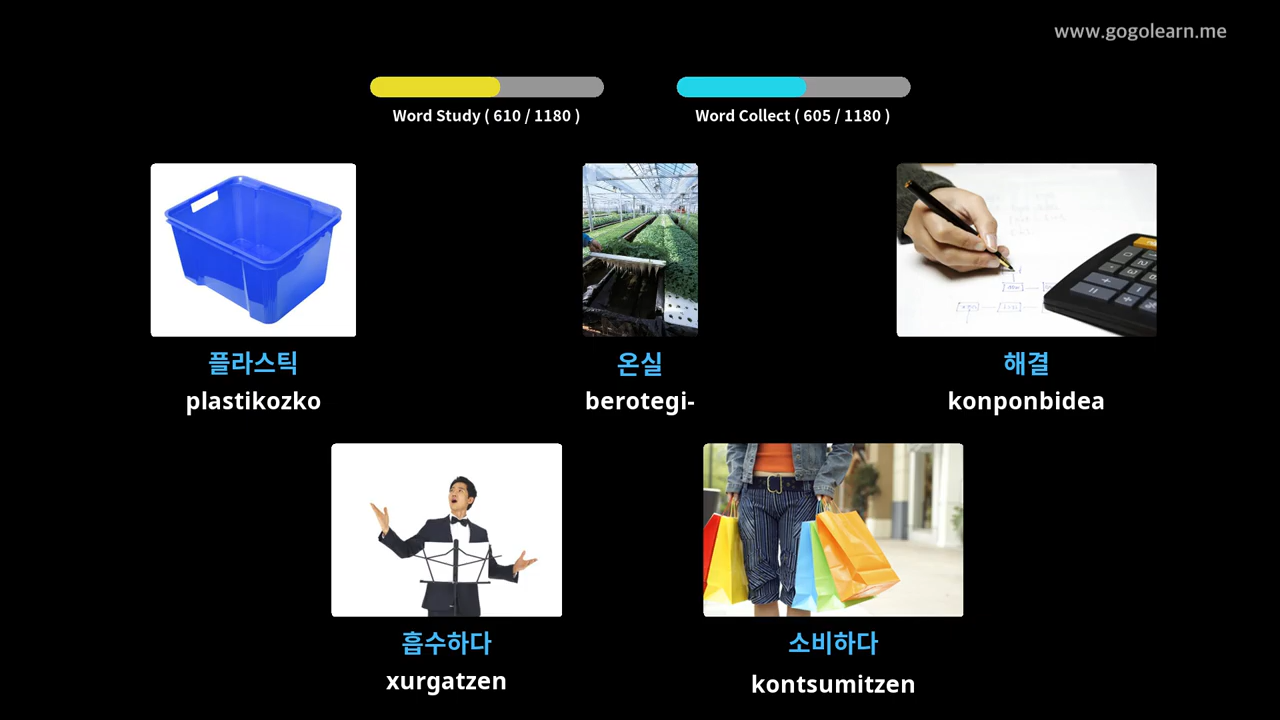 www.gogolearn.me
Word Study ( 610 / 1180 )
Word Collect ( 605 / 1180 )
플라스틱
plastikozko
온실
berotegi-
해결
konponbidea
흡수하다
xurgatzen
소비하다
kontsumitzen